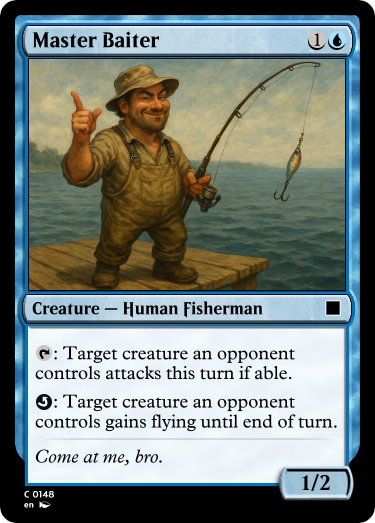 Master Baiter 1
Creature — Human Fisherman
: Target creature an opponent
controls attacks this turn if able.
: Target creature an opponent
controls gains flying until end of turn.
Come at me, bro.
1/2
C 0148
en